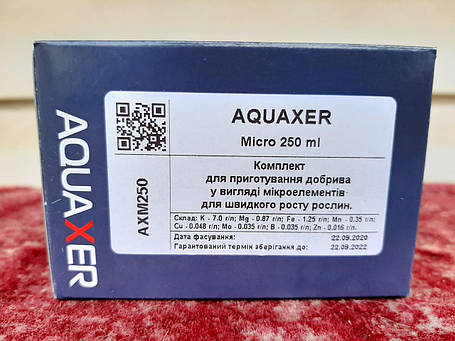 AQUAXER
AXM250
AQUAXER
Micro 250 ml
Комплект
для приготування добрива
у вигляді мікроелементів
для швидкого росту рослин.
Склад: K - 7.0 г/л; Mg - 0.87 г/л; Fe - 1.25 г/л; Mn - 0.35 г/л;
Cu - 0.048 г/л; Mo - 0.035 г/л; B - 0.035 г/л; Zn - 0.016 г/л.
Дата фасування: 22.09.2020
Гарантований термін зберігання до: 22.09.2022